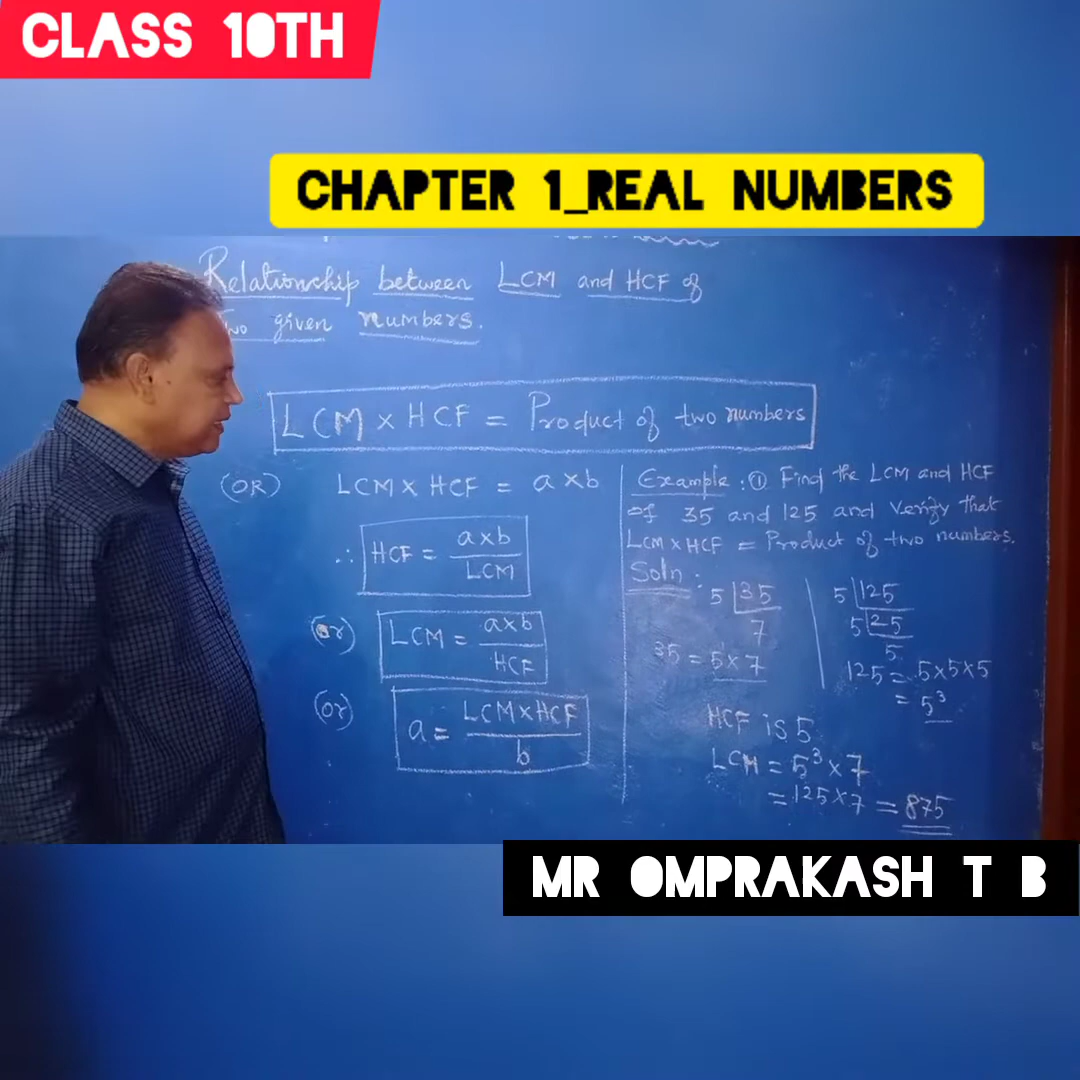 CLASS 10TH
CHAPTER 1_REAL NUMBERS
Relationship between LCM and HCF of
Two given numbers.
LCM × HCF = Product of two numbers
(OR) LCM × HCF = a×b
∴ HCF = a×b / LCM
(or) LCM = a×b / HCF
(or) a = LCM×HCF / b
Example : ① Find the LCM and HCF
of 35 and 125 and verify that
LCM×HCF = Product of two numbers.
Soln :
5 | 35
7
35 = 5×7
5 | 125
5 | 25
5
125 = 5×5×5
= 5³
HCF is 5
LCM = 5³ × 7
= 125×7 = 875
MR OMPRAKASH T B